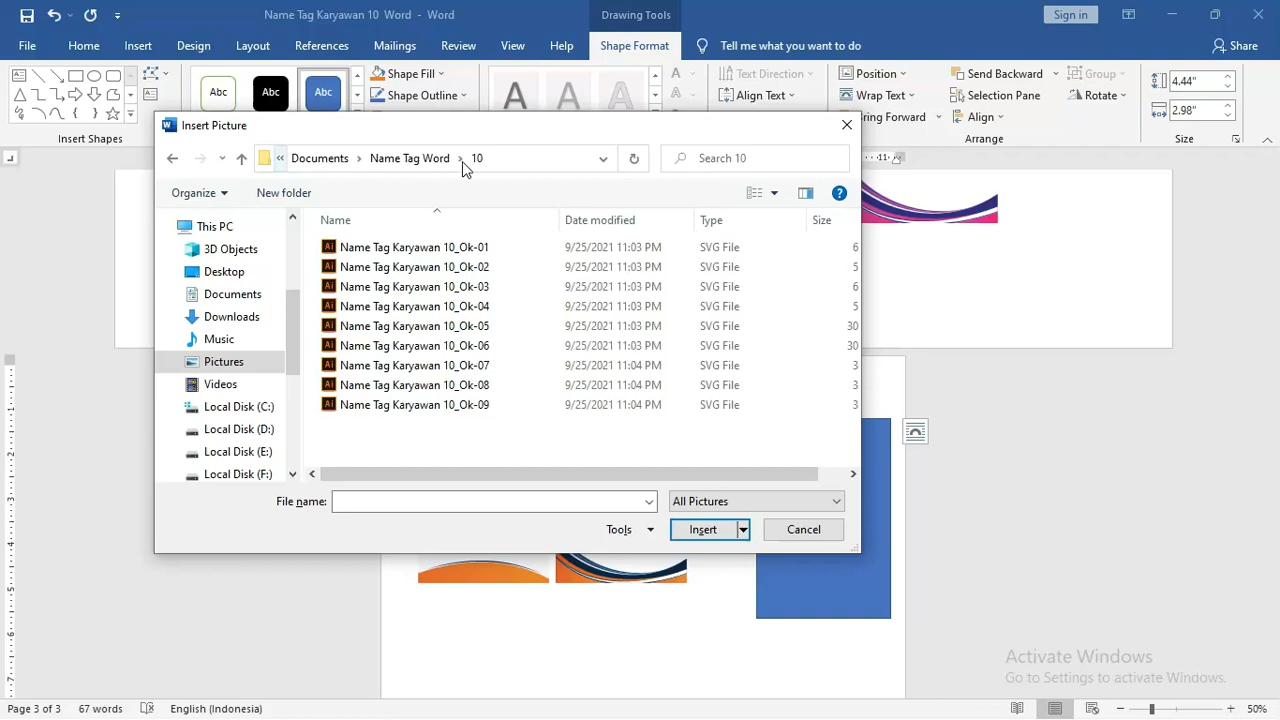 Name Tag Karyawan 10 Word - Word
Drawing Tools
Sign in
File Home Insert Design Layout References Mailings Review View Help Shape Format Tell me what you want to do Share
Abc Abc Abc
Shape Fill
Shape Outline
A A A
A
A
Text Direction
Align Text
Position
Wrap Text
Bring Forward
Send Backward
Selection Pane
Align
Group
Rotate
4.44"
2.98"
Insert Shapes
Arrange
Size
Insert Picture
« Documents > Name Tag Word > 10
Search 10
11
Organize
New folder
This PC
3D Objects
Desktop
Documents
Downloads
Music
Pictures
Videos
Local Disk (C:)
Local Disk (D:)
Local Disk (E:)
Local Disk (F:)
Name Date modified Type Size
Name Tag Karyawan 10_Ok-01 9/25/2021 11:03 PM SVG File 6
Name Tag Karyawan 10_Ok-02 9/25/2021 11:03 PM SVG File 5
Name Tag Karyawan 10_Ok-03 9/25/2021 11:03 PM SVG File 6
Name Tag Karyawan 10_Ok-04 9/25/2021 11:03 PM SVG File 5
Name Tag Karyawan 10_Ok-05 9/25/2021 11:03 PM SVG File 30
Name Tag Karyawan 10_Ok-06 9/25/2021 11:03 PM SVG File 30
Name Tag Karyawan 10_Ok-07 9/25/2021 11:04 PM SVG File 3
Name Tag Karyawan 10_Ok-08 9/25/2021 11:04 PM SVG File 3
Name Tag Karyawan 10_Ok-09 9/25/2021 11:04 PM SVG File 3
File name:
All Pictures
Tools
Insert
Cancel
Activate Windows
Go to Settings to activate Windows.
Page 3 of 3 67 words English (Indonesia) 50%